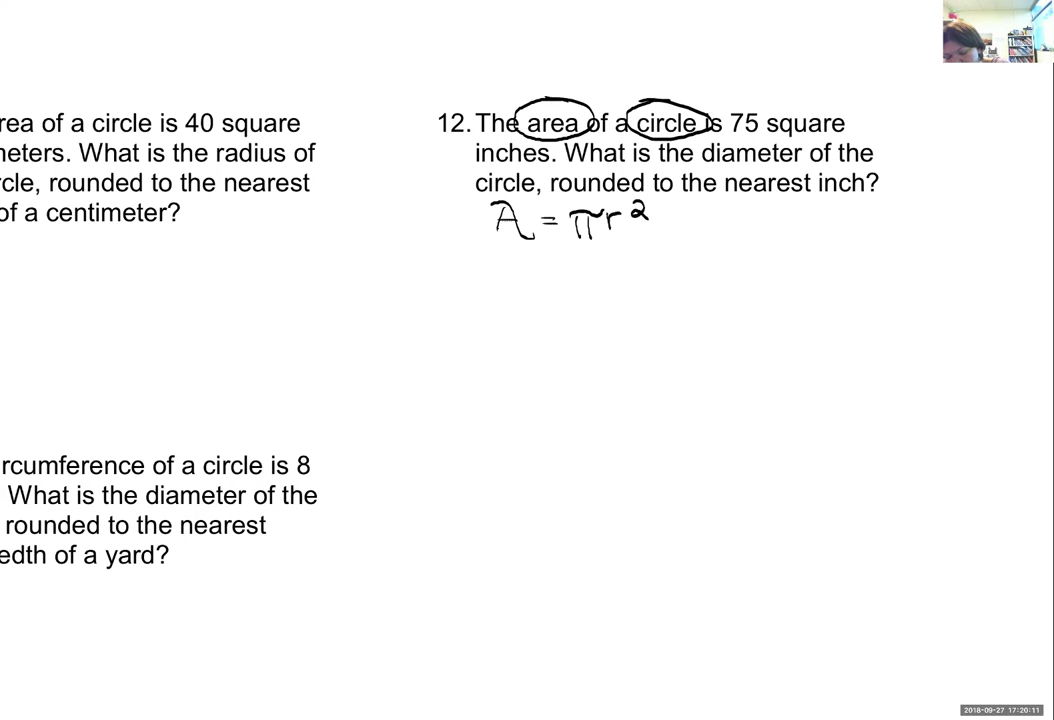 rea of a circle is 40 square
neters. What is the radius of
rcle, rounded to the nearest
of a centimeter?
12. The area of a circle is 75 square
inches. What is the diameter of the
circle, rounded to the nearest inch?
A = πr²
rcumference of a circle is 8
What is the diameter of the
rounded to the nearest
edth of a yard?
2018-09-27 17:20:11